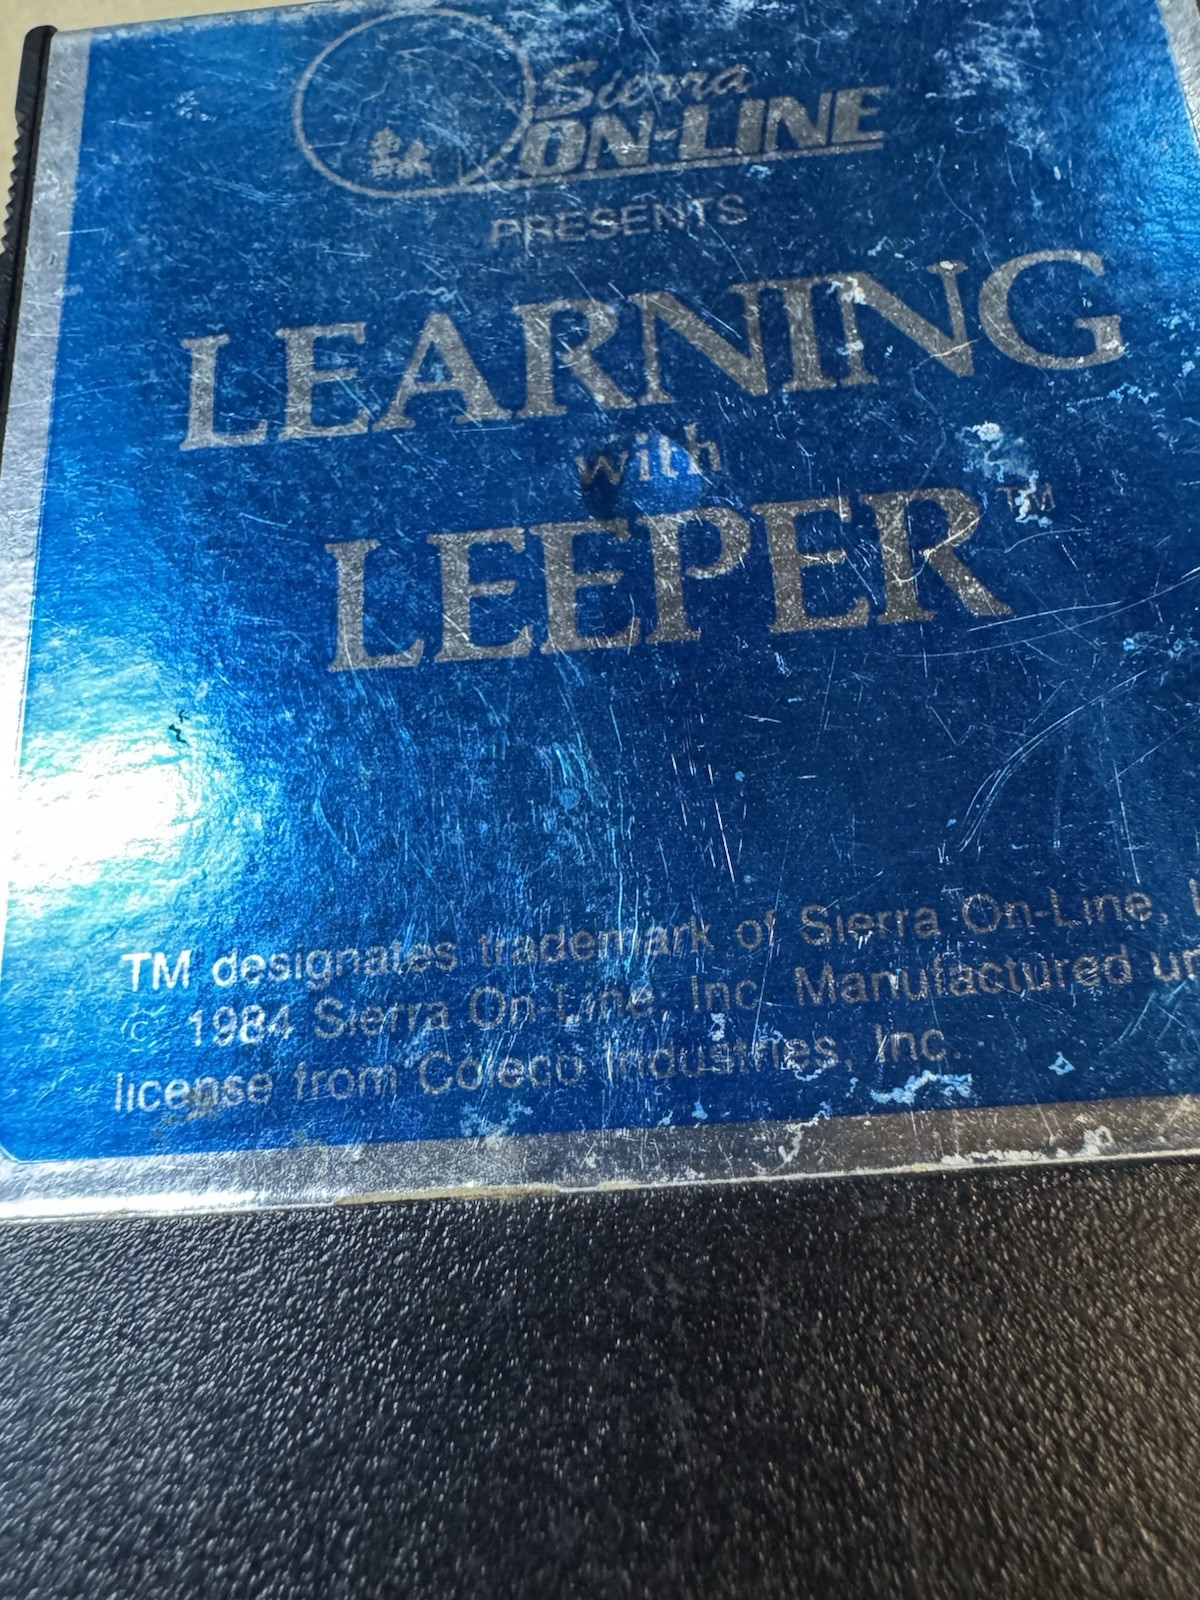 Sierra
ON-LINE
PRESENTS
LEARNING
with
LEEPER™
TM designates trademark of Sierra On-Line,
© 1984 Sierra On-Line, Inc. Manufactured
license from Coleco Industries, Inc.